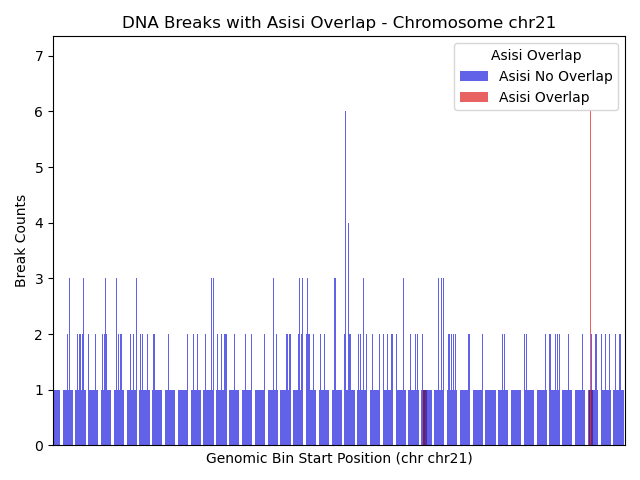 DNA Breaks with Asisi Overlap - Chromosome chr21
7
6
5
4
3
2
1
0
Break Counts
Asisi Overlap
Asisi No Overlap
Asisi Overlap
Genomic Bin Start Position (chr chr21)